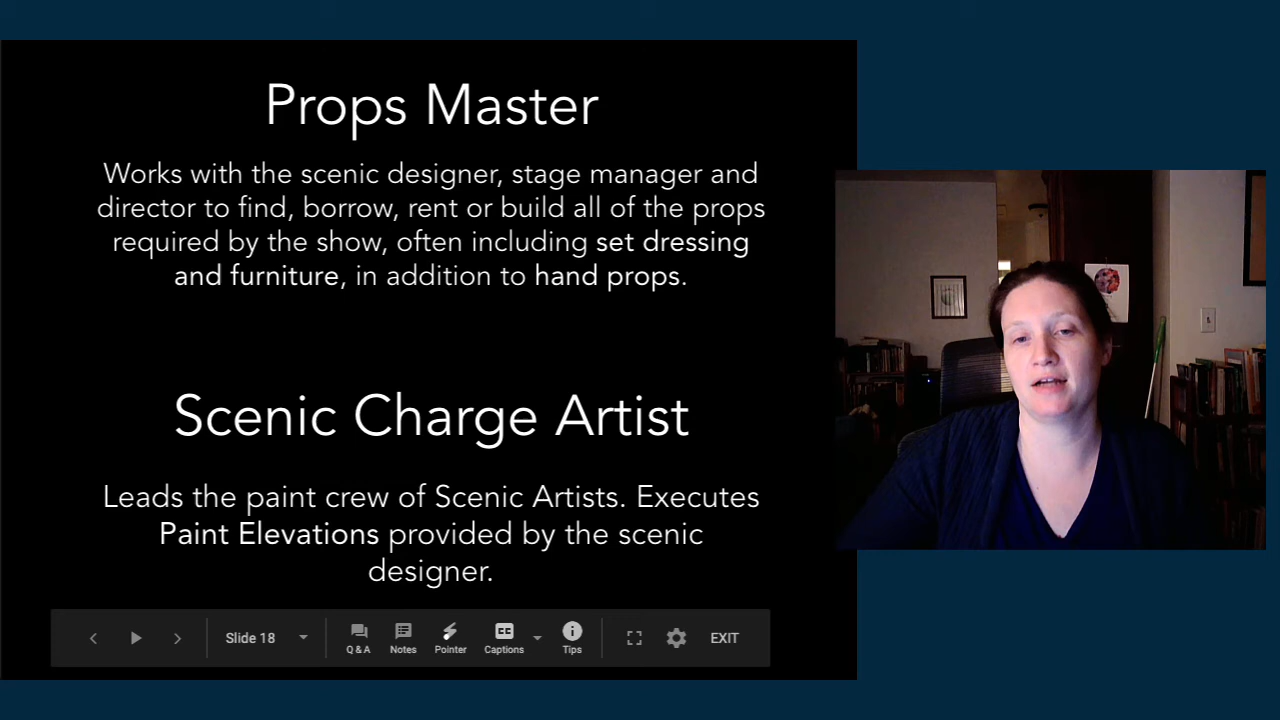 Props Master
Works with the scenic designer, stage manager and
director to find, borrow, rent or build all of the props
required by the show, often including set dressing
and furniture, in addition to hand props.
Scenic Charge Artist
Leads the paint crew of Scenic Artists. Executes
Paint Elevations provided by the scenic
designer.
Slide 18
Q & A
Notes
Pointer
CC
Captions
Tips
EXIT